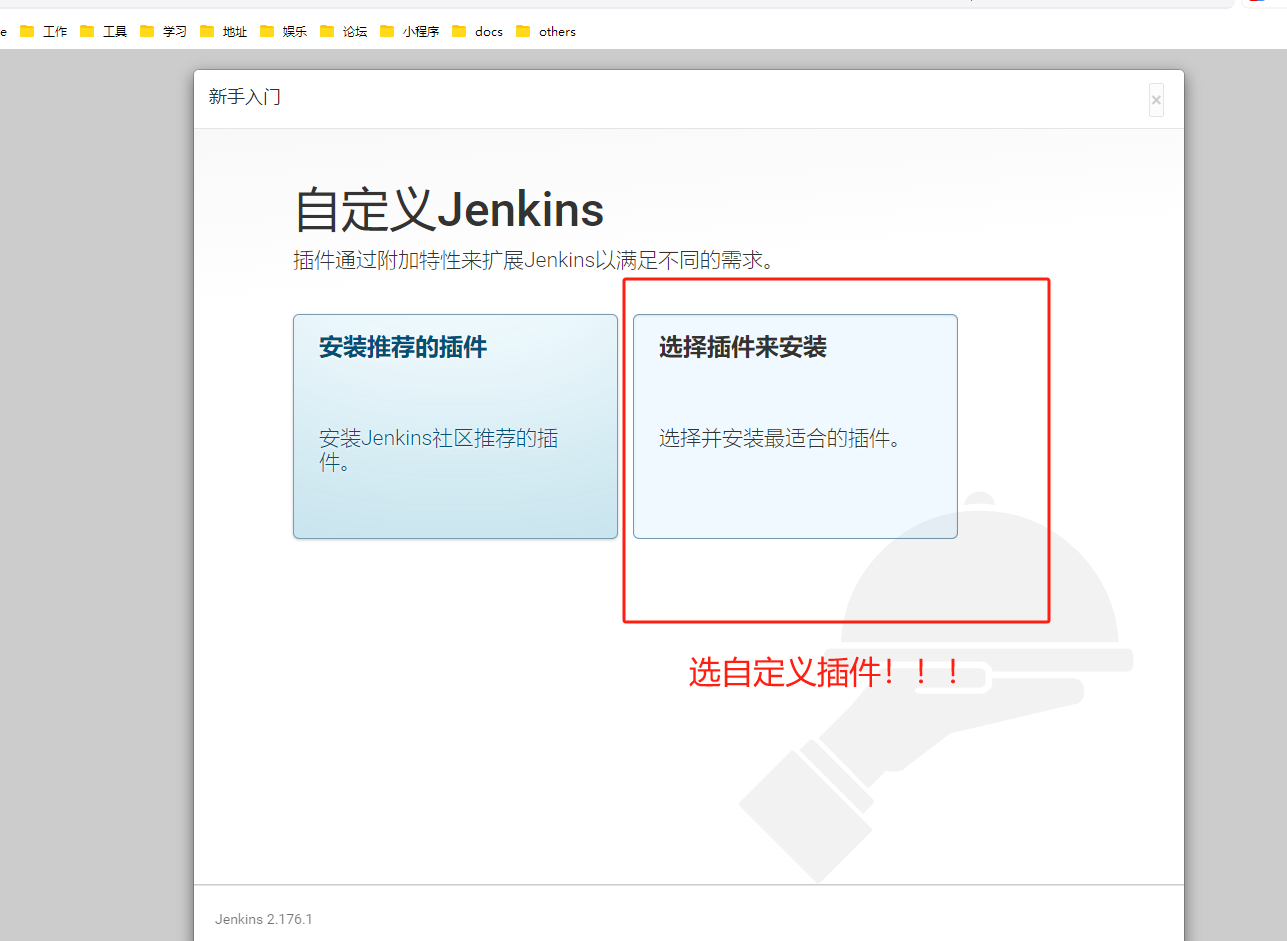 工作 工具 学习 地址 娱乐 论坛 小程序 docs others
新手入门
×
自定义Jenkins
插件通过附加特性来扩展Jenkins以满足不同的需求。
安装推荐的插件
安装Jenkins社区推荐的插
件。
选择插件来安装
选择并安装最适合的插件。
选自定义插件！！！
Jenkins 2.176.1